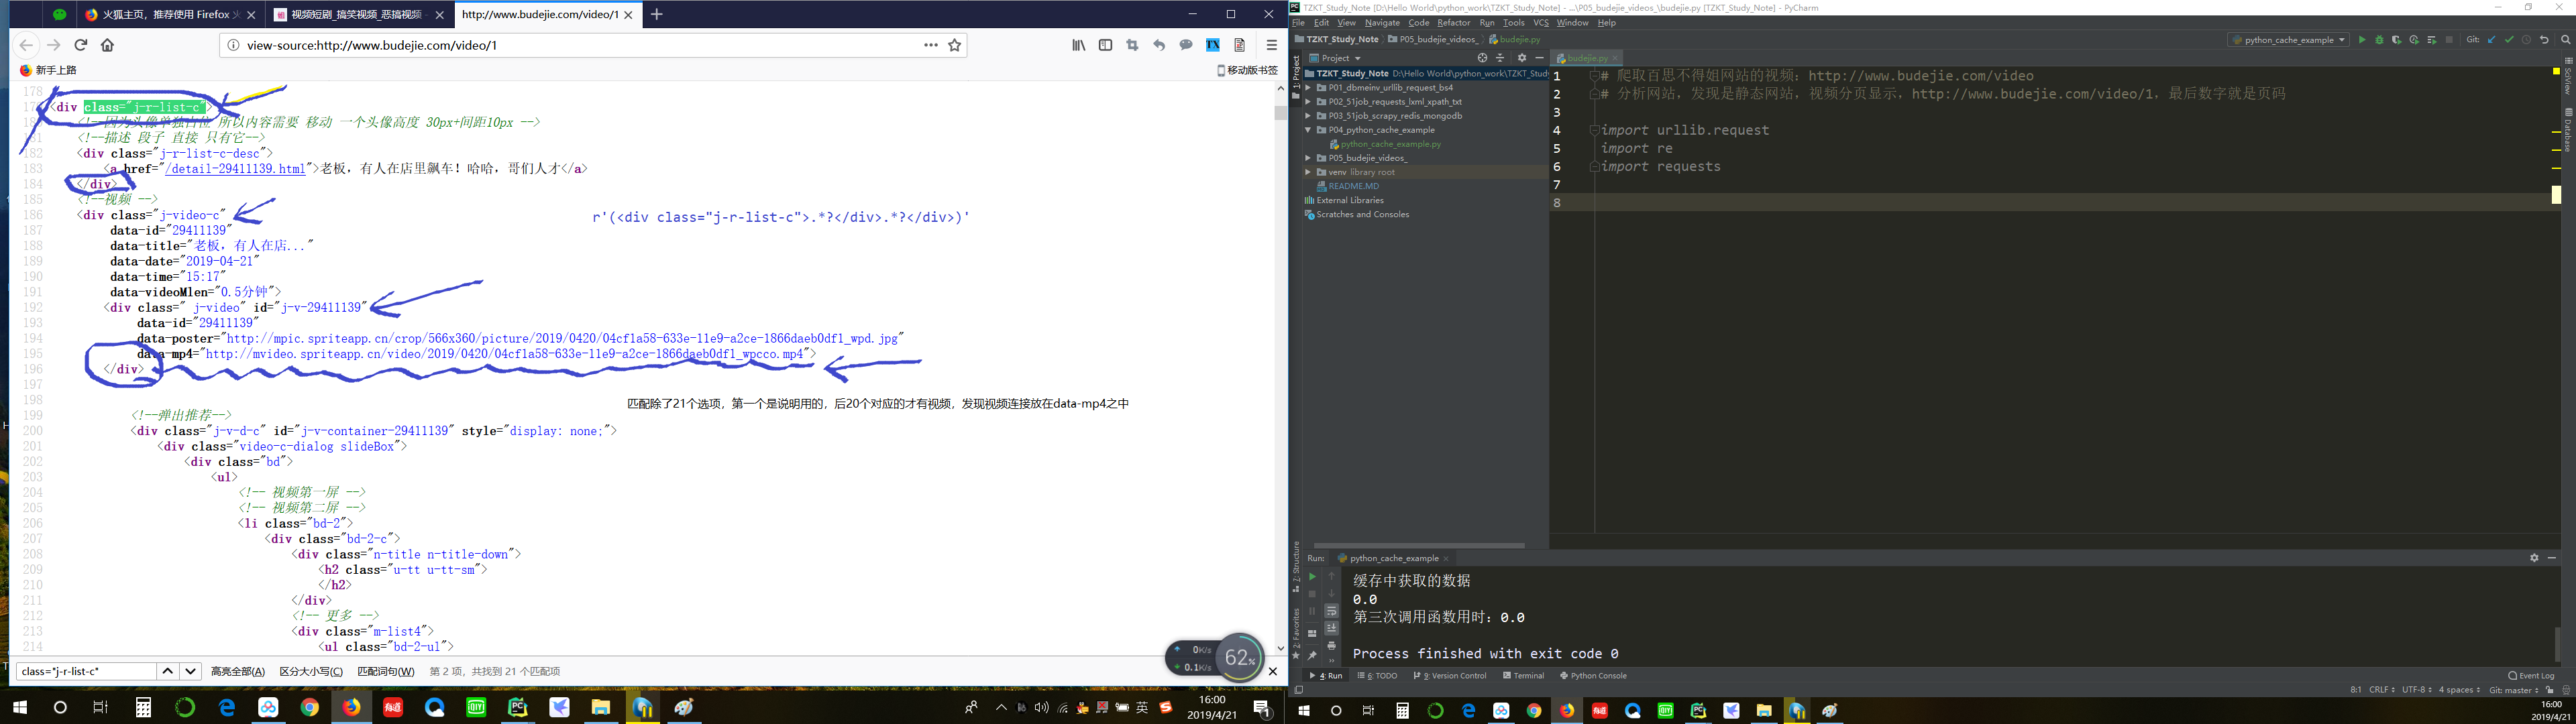 火狐主页，推荐使用 Firefox 火
视频短剧_搞笑视频_恶搞视频 -
http://www.budejie.com/video/1
view-source:http://www.budejie.com/video/1
新手上路
移动版书签
178
179 <div class="j-r-list-c">
180 <!--因为头像单独占位 所以内容需要 移动 一个头像高度 30px+间距10px -->
181 <!--描述 段子 直接 只有它-->
182 <div class="j-r-list-c-desc">
183 <a href="/detail-29411139.html">老板，有人在店里飙车！哈哈，哥们人才</a>
184 </div>
185 <!--视频 -->
186 <div class="j-video-c"
r'(<div class="j-r-list-c">.*?</div>.*?</div>)'
187 data-id="29411139"
188 data-title="老板，有人在店..."
189 data-date="2019-04-21"
190 data-time="15:17"
191 data-videoMlen="0.5分钟">
192 <div class=" j-video" id="j-v-29411139"
193 data-id="29411139"
194 data-poster="http://mpic.spriteapp.cn/crop/566x360/picture/2019/0420/04cf1a58-633e-11e9-a2ce-1866daeb0df1_wpd.jpg"
195 data-mp4="http://mvideo.spriteapp.cn/video/2019/0420/04cf1a58-633e-11e9-a2ce-1866daeb0df1_wpcco.mp4">
196 </div>
197
198
匹配除了21个选项，第一个是说明用的，后20个对应的才有视频，发现视频连接放在data-mp4之中
199 <!--弹出推荐-->
200 <div class="j-v-d-c" id="j-v-container-29411139" style="display: none;">
201 <div class="video-c-dialog slideBox">
202 <div class="bd">
203 <ul>
204 <!-- 视频第一屏 -->
205 <!-- 视频第二屏 -->
206 <li class="bd-2">
207 <div class="bd-2-c">
208 <div class="n-title n-title-down">
209 <h2 class="u-tt u-tt-sm">
210 </h2>
211 </div>
212 <!-- 更多 -->
213 <div class="m-list4">
214 <ul class="bd-2-ul">
0K/s
0.1K/s
62%
class="j-r-list-c"
高亮全部(A)
区分大小写(C)
匹配词句(W)
第 2 项，共找到 21 个匹配项
英
16:00
2019/4/21
TZKT_Study_Note [D:\Hello World\python_work\TZKT_Study_Note] - ...\P05_budejie_videos_\budejie.py [TZKT_Study_Note] - PyCharm
File Edit View Navigate Code Refactor Run Tools VCS Window Help
TZKT_Study_Note P05_budejie_videos_ budejie.py
python_cache_example
Git:
Project
budejie.py
1: Project
SciView
Database
TZKT_Study_Note D:\Hello World\python_work\TZKT_Study
P01_dbmeinv_urllib_request_bs4
P02_51job_requests_lxml_xpath_txt
P03_51job_scrapy_redis_mongodb
P04_python_cache_example
python_cache_example.py
P05_budejie_videos_
venv library root
README.MD
External Libraries
Scratches and Consoles
1 # 爬取百思不得姐网站的视频：http://www.budejie.com/video
2 # 分析网站，发现是静态网站，视频分页显示，http://www.budejie.com/video/1，最后数字就是页码
3
4 import urllib.request
5 import re
6 import requests
7
8
Z: Structure
2: Favorites
Run: python_cache_example
缓存中获取的数据
0.0
第三次调用函数用时：0.0
Process finished with exit code 0
4: Run
6: TODO
9: Version Control
Terminal
Python Console
Event Log
8:1 CRLF UTF-8 4 spaces Git: master
16:00
2019/4/21